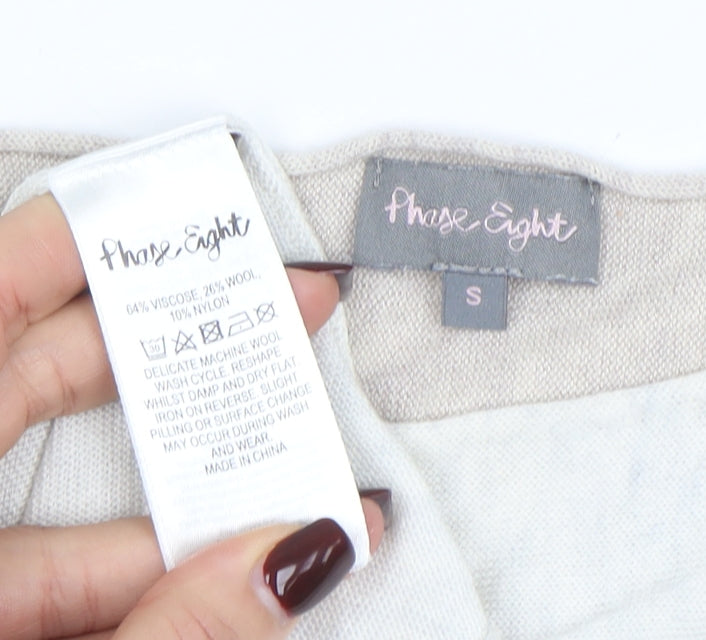 Phase Eight
64% VISCOSE, 26% WOOL,
10% NYLON
DELICATE MACHINE WOOL
WASH CYCLE. RESHAPE
WHILST DAMP AND DRY FLAT.
IRON ON REVERSE. SLIGHT
PILLING OR SURFACE CHANGE
MAY OCCUR DURING WASH
AND WEAR.
MADE IN CHINA
Phase Eight
S